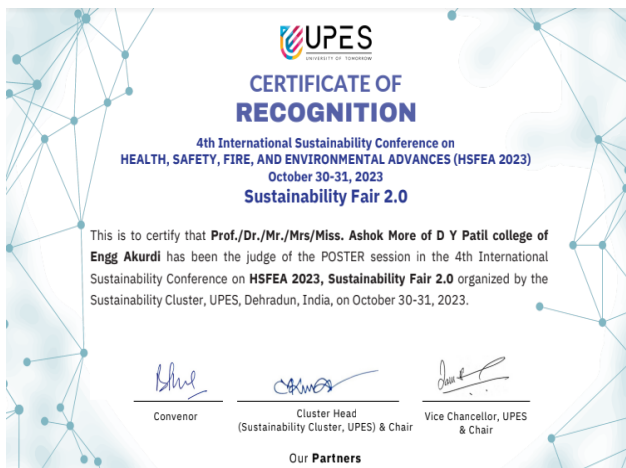 UPES
UNIVERSITY OF TOMORROW
CERTIFICATE OF
RECOGNITION
4th International Sustainability Conference on
HEALTH, SAFETY, FIRE, AND ENVIRONMENTAL ADVANCES (HSFEA 2023)
October 30-31, 2023
Sustainability Fair 2.0
This is to certify that Prof./Dr./Mr./Mrs/Miss. Ashok More of D Y Patil college of
Engg Akurdi has been the judge of the POSTER session in the 4th International
Sustainability Conference on HSFEA 2023, Sustainability Fair 2.0 organized by the
Sustainability Cluster, UPES, Dehradun, India, on October 30-31, 2023.
Convenor
Cluster Head
(Sustainability Cluster, UPES) & Chair
Vice Chancellor, UPES
& Chair
Our Partners